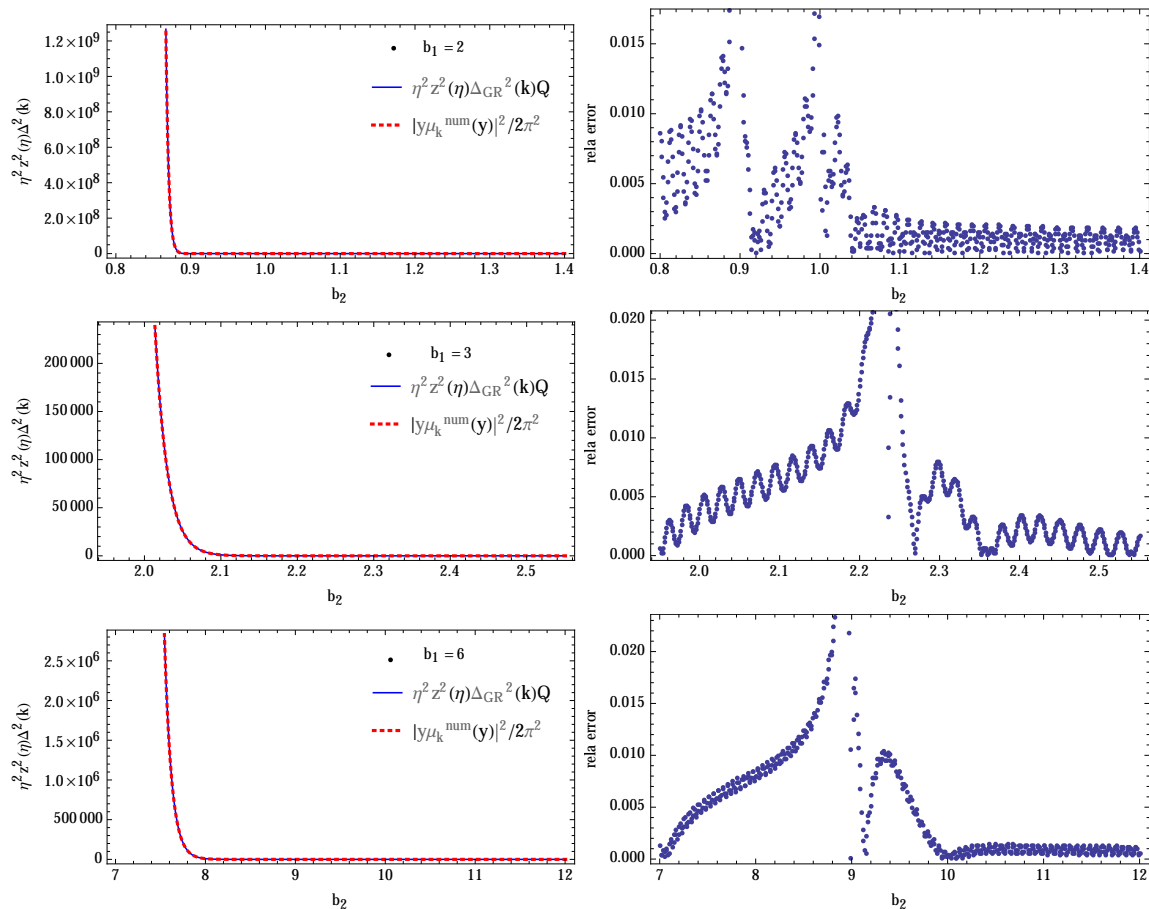 η²z²(η)Δ²(k)
1.2×10⁹
1.0×10⁹
8.0×10⁸
6.0×10⁸
4.0×10⁸
2.0×10⁸
0
0.8 0.9 1.0 1.1 1.2 1.3 1.4
b₂
b₁ = 2
η²z²(η)Δ_GR²(k)Q
|yμₖⁿᵘᵐ(y)|²/2π²
rela error
0.015
0.010
0.005
0.000
0.8 0.9 1.0 1.1 1.2 1.3 1.4
b₂
η²z²(η)Δ²(k)
200 000
150 000
100 000
50 000
0
2.0 2.1 2.2 2.3 2.4 2.5
b₂
b₁ = 3
η²z²(η)Δ_GR²(k)Q
|yμₖⁿᵘᵐ(y)|²/2π²
rela error
0.020
0.015
0.010
0.005
0.000
2.0 2.1 2.2 2.3 2.4 2.5
b₂
η²z²(η)Δ²(k)
2.5×10⁶
2.0×10⁶
1.5×10⁶
1.0×10⁶
500 000
0
7 8 9 10 11 12
b₂
b₁ = 6
η²z²(η)Δ_GR²(k)Q
|yμₖⁿᵘᵐ(y)|²/2π²
rela error
0.020
0.015
0.010
0.005
0.000
7 8 9 10 11 12
b₂